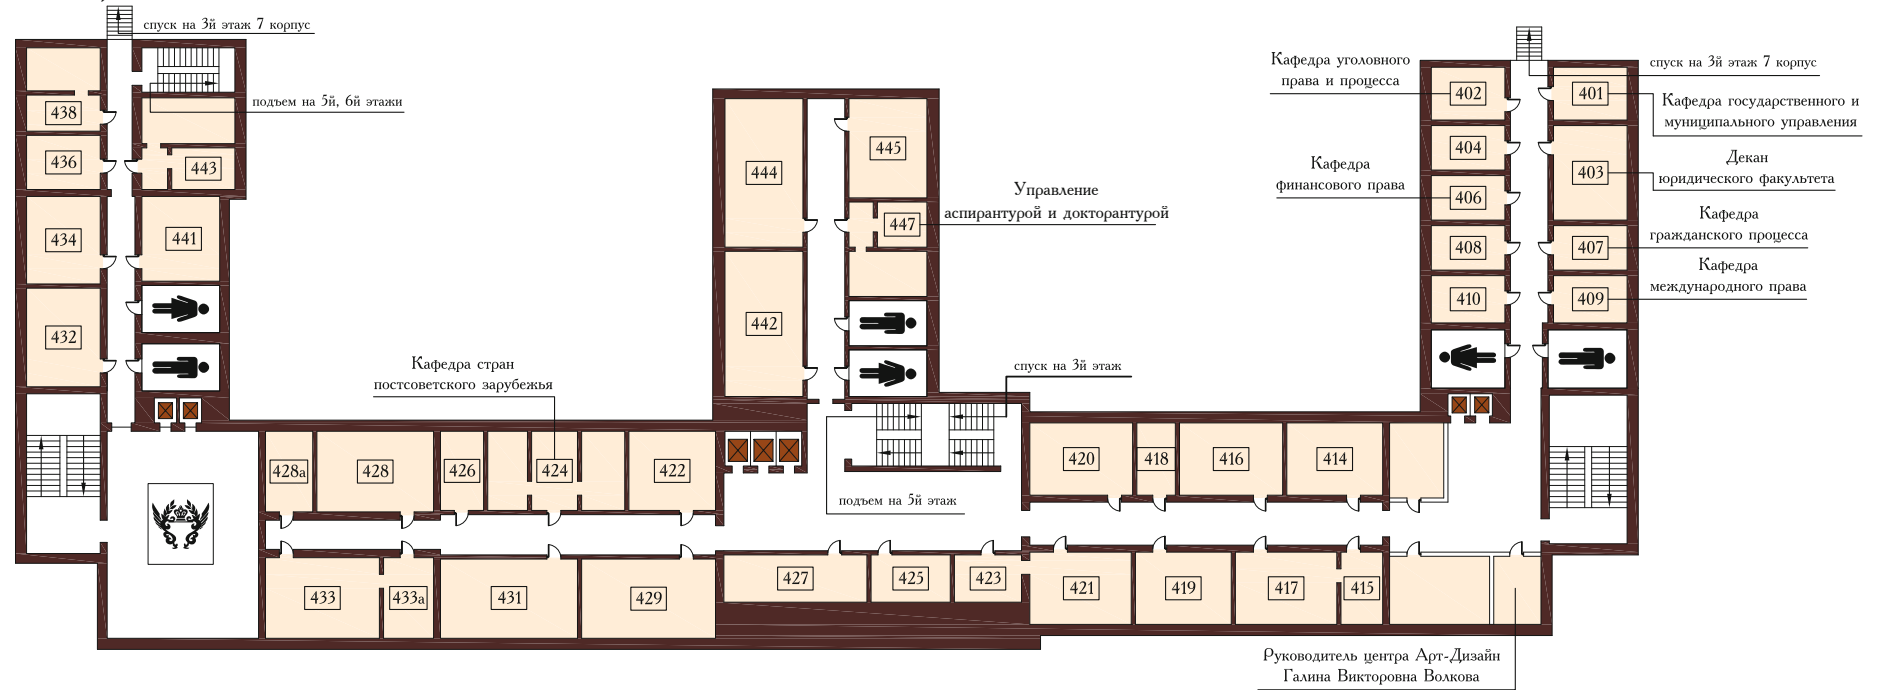 спуск на 3й этаж 7 корпус
подъем на 5й, 6й этажи
438
436
443
434
441
432
444
445
447
442
Управление
аспирантурой и докторантурой
Кафедра стран
постсоветского зарубежья
спуск на 3й этаж
подъем на 5й этаж
Кафедра уголовного
права и процесса
402
401
спуск на 3й этаж 7 корпус
Кафедра государственного и
муниципального управления
404
403
Кафедра
финансового права
Декан
юридического факультета
406
Кафедра
гражданского процесса
408
407
Кафедра
международного права
410
409
428а
428
426
424
422
420
418
416
414
433
433а
431
429
427
425
423
421
419
417
415
Руководитель центра Арт-Дизайн
Галина Викторовна Волкова